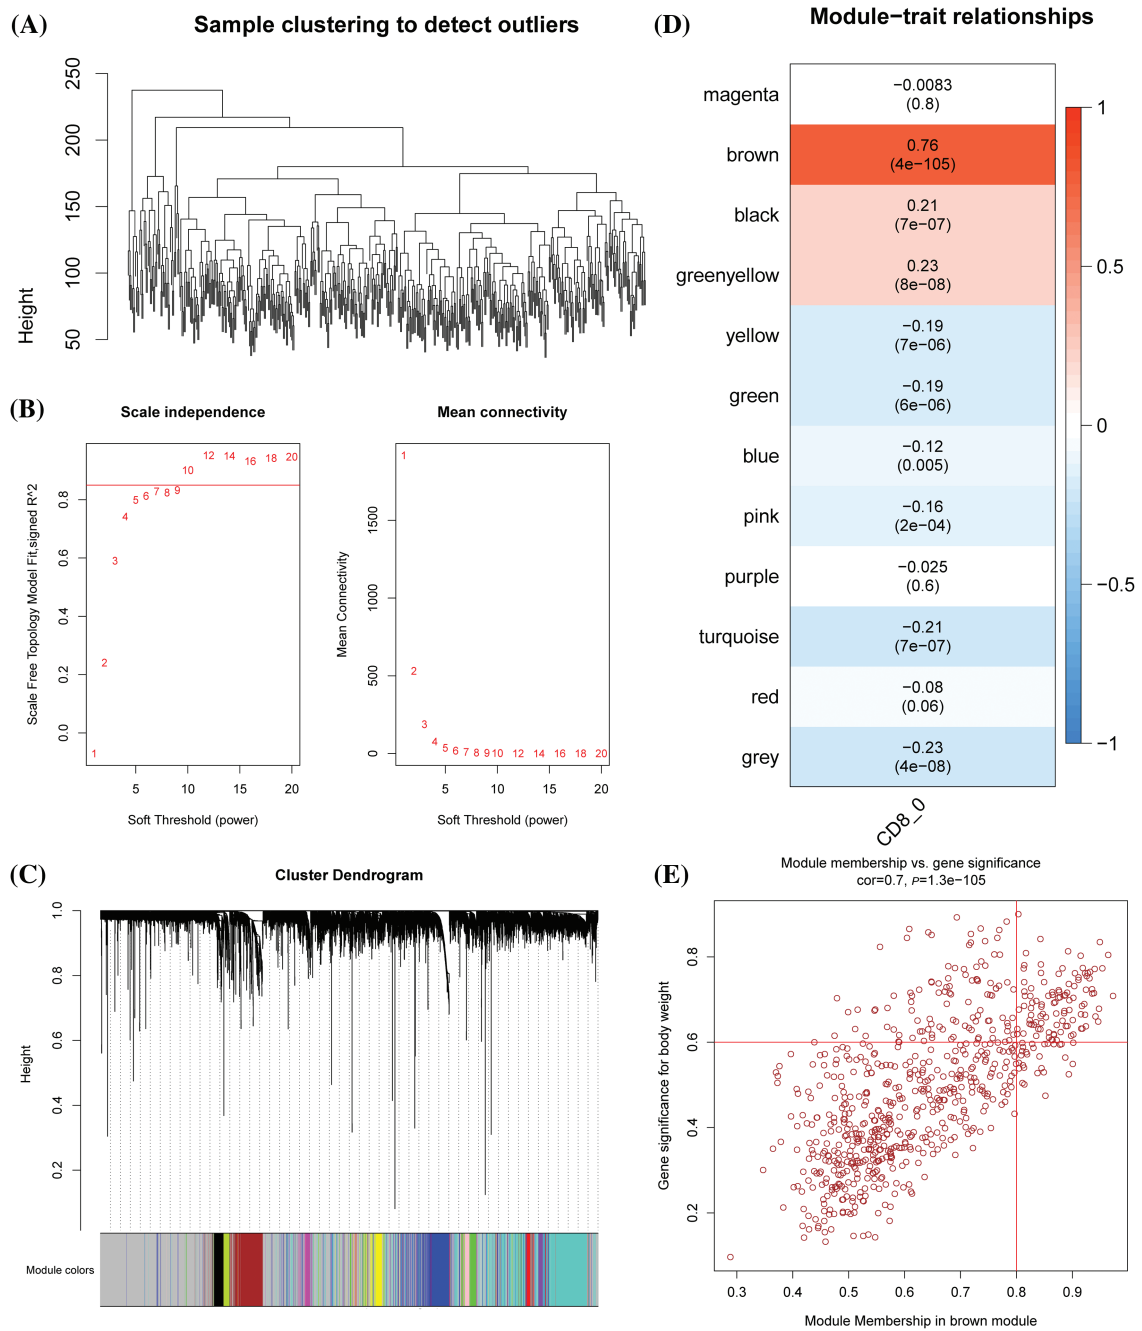 (A)
Sample clustering to detect outliers
Height
250
200
150
100
50
(B)
Scale independence
Scale Free Topology Model Fit,signed R^2
0.8
0.6
0.4
0.2
0.0
1
2
3
4
5
6
7
8
9
10
12
14
16
18
20
5
10
15
20
Soft Threshold (power)
Mean connectivity
Mean Connectivity
1500
1000
500
0
1
2
3
4
5
6
7
8
9
10
12
14
16
18
20
5
10
15
20
Soft Threshold (power)
(C)
Cluster Dendrogram
Height
1.0
0.8
0.6
0.4
0.2
Module colors
(D)
Module−trait relationships
magenta
−0.0083
(0.8)
brown
0.76
(4e−105)
black
0.21
(7e−07)
greenyellow
0.23
(8e−08)
yellow
−0.19
(7e−06)
green
−0.19
(6e−06)
blue
−0.12
(0.005)
pink
−0.16
(2e−04)
purple
−0.025
(0.6)
turquoise
−0.21
(7e−07)
red
−0.08
(0.06)
grey
−0.23
(4e−08)
CD8_0
1
0.5
0
−0.5
−1
(E)
Module membership vs. gene significance
cor=0.7, P=1.3e−105
Gene significance for body weight
0.8
0.6
0.4
0.2
0.3
0.4
0.5
0.6
0.7
0.8
0.9
Module Membership in brown module